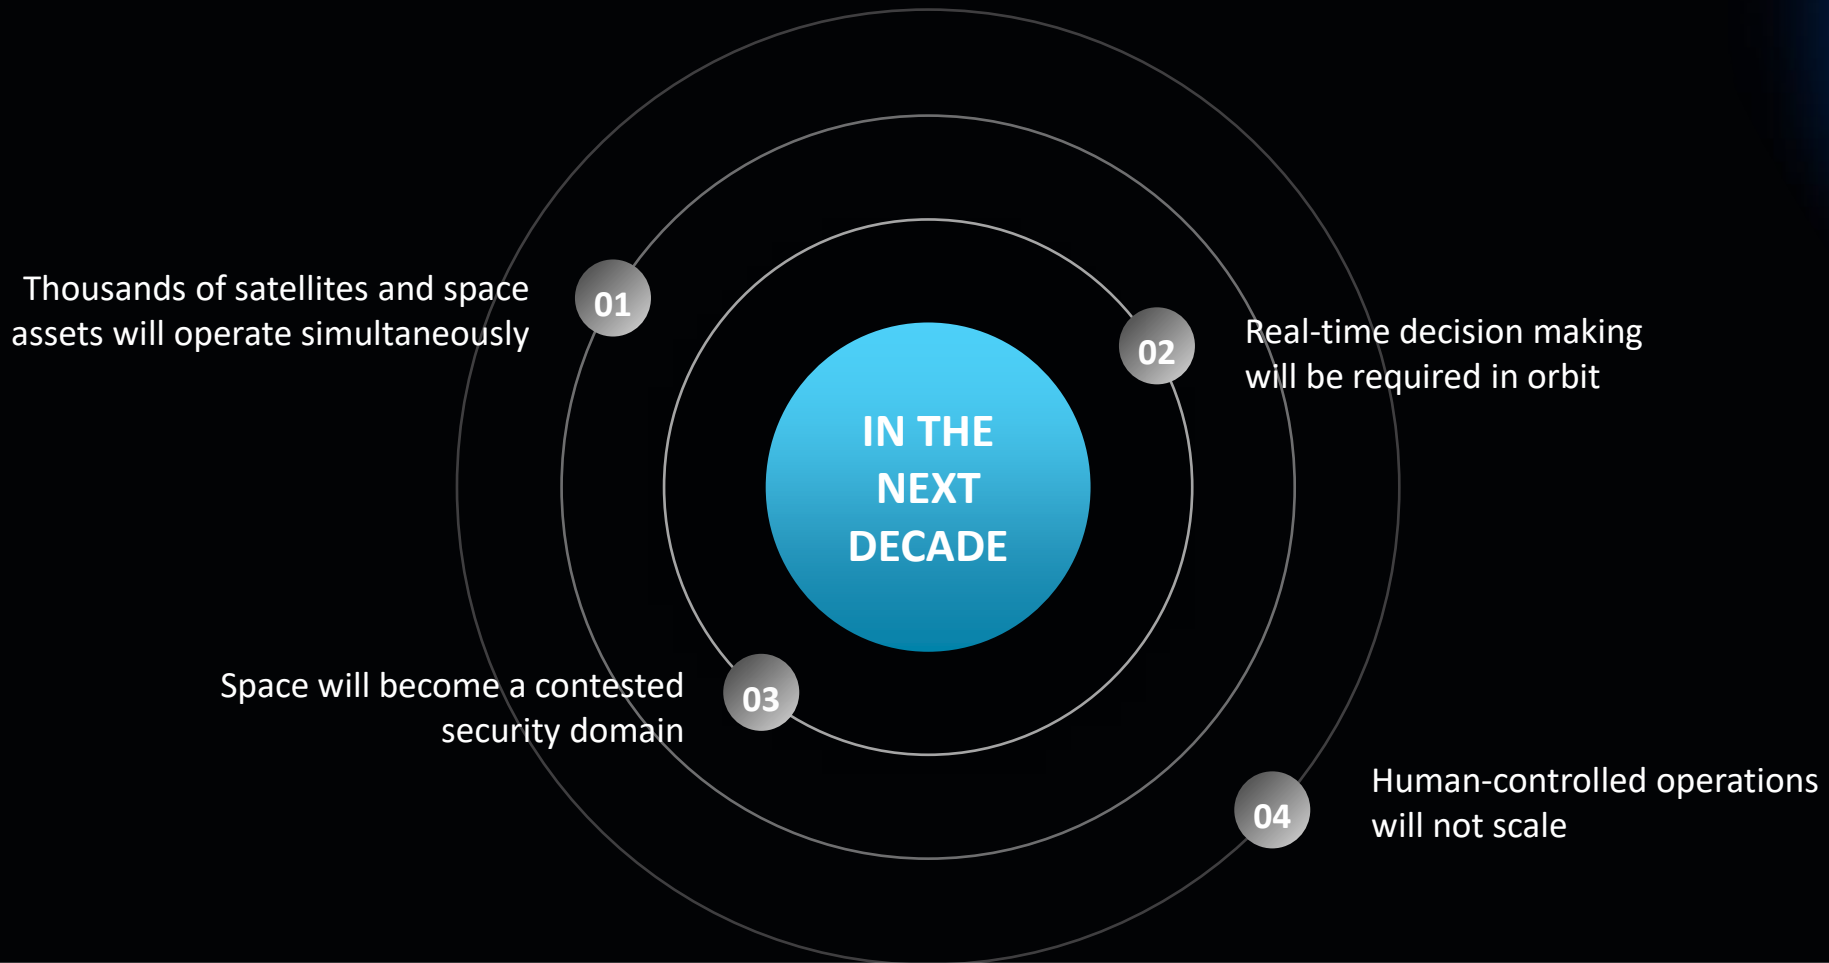 IN THE
NEXT
DECADE
01
Thousands of satellites and space
assets will operate simultaneously
02
Real-time decision making
will be required in orbit
03
Space will become a contested
security domain
04
Human-controlled operations
will not scale